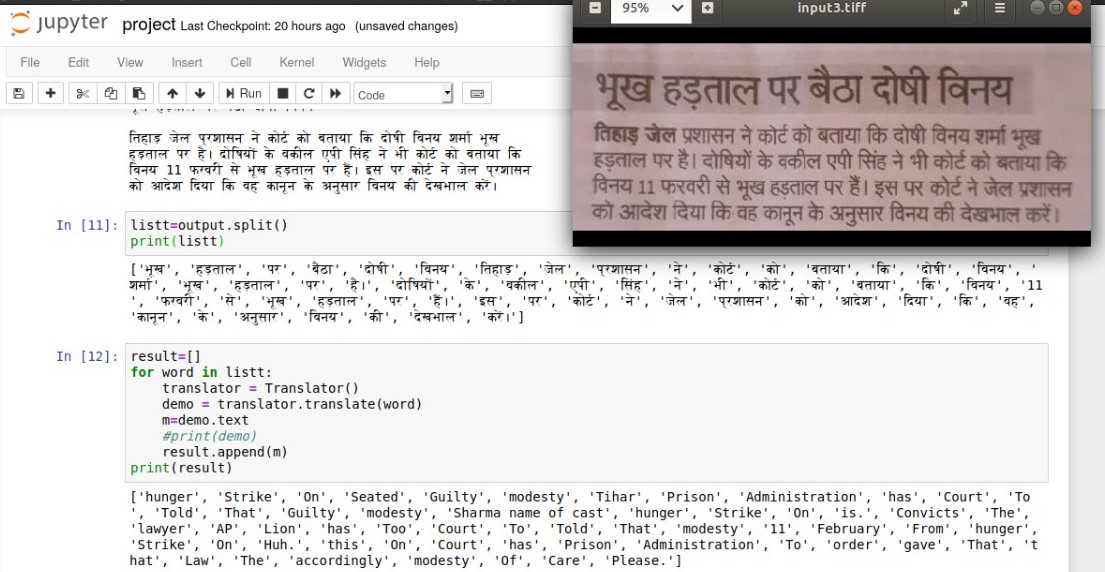 95%
input3.tiff
jupyter project Last Checkpoint: 20 hours ago (unsaved changes)
File Edit View Insert Cell Kernel Widgets Help
Run Code
भूख हड़ताल पर बैठा दोषी विनय
तिहाड़ जेल प्रशासन ने कोर्ट को बताया कि दोषी विनय शर्मा भूख
हड़ताल पर है। दोषियों के वकील एपी सिंह ने भी कोर्ट को बताया कि
विनय 11 फरवरी से भूख हड़ताल पर हैं। इस पर कोर्ट ने जेल प्रशासन
को आदेश दिया कि वह कानून के अनुसार विनय की देखभाल करें।
तिहाड़ जेल प्रशासन ने कोर्ट को बताया कि दोषी विनय शर्मा भूख
हड़ताल पर है। दोषियों के वकील एपी सिंह ने भी कोर्ट को बताया कि
विनय 11 फरवरी से भूख हड़ताल पर हैं। इस पर कोर्ट ने जेल प्रशासन
को आदेश दिया कि वह कानून के अनुसार विनय की देखभाल करें।
In [11]: listt=output.split()
print(listt)
['भूख', 'हड़ताल', 'पर', 'बैठा', 'दोषी', 'विनय', 'तिहाड़', 'जेल', 'प्रशासन', 'ने', 'कोर्ट', 'को', 'बताया', 'कि', 'दोषी', 'विनय', '
शर्मा', 'भूख', 'हड़ताल', 'पर', 'है।', 'दोषियों', 'के', 'वकील', 'एपी', 'सिंह', 'ने', 'भी', 'कोर्ट', 'को', 'बताया', 'कि', 'विनय', '11
', 'फरवरी', 'से', 'भूख', 'हड़ताल', 'पर', 'हैं।', 'इस', 'पर', 'कोर्ट', 'ने', 'जेल', 'प्रशासन', 'को', 'आदेश', 'दिया', 'कि', 'वह',
'कानून', 'के', 'अनुसार', 'विनय', 'की', 'देखभाल', 'करें।']
In [12]: result=[]
for word in listt:
translator = Translator()
demo = translator.translate(word)
m=demo.text
#print(demo)
result.append(m)
print(result)
['hunger', 'Strike', 'On', 'Seated', 'Guilty', 'modesty', 'Tihar', 'Prison', 'Administration', 'has', 'Court', 'To
', 'Told', 'That', 'Guilty', 'modesty', 'Sharma name of cast', 'hunger', 'Strike', 'On', 'is.', 'Convicts', 'The',
'lawyer', 'AP', 'Lion', 'has', 'Too', 'Court', 'To', 'Told', 'That', 'modesty', '11', 'February', 'From', 'hunger',
'Strike', 'On', 'Huh.', 'this', 'On', 'Court', 'has', 'Prison', 'Administration', 'To', 'order', 'gave', 'That', 't
hat', 'Law', 'The', 'accordingly', 'modesty', 'Of', 'Care', 'Please.']